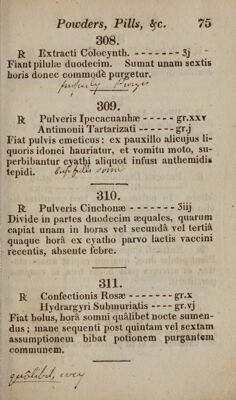 Powders, Pills, &c. 75
308.
℞ Extracti Colocynth. - - - - - - - ʒj
Fiant pilulæ duodecim. Sumat unam sextis
horis donec commodè purgetur.
309.
℞ Pulveris Ipecacuanhæ - - - - - gr.xxv
Antimonii Tartarizati - - - - - gr.j
Fiat pulvis emeticus: ex pauxillo alicujus li-
quoris idonei hauriatur, et vomitu moto, su-
perbibantur cyathi aliquot infusi anthemidis
tepidi.
310.
℞ Pulveris Cinchonæ - - - - - - - ʒiij
Divide in partes duodecim æquales, quarum
capiat unam in horas vel secundâ vel tertiâ
quaque horâ ex cyatho parvo lactis vaccini
recentis, absente febre.
311.
℞ Confectionis Rosæ - - - - - - - gr.x
Hydrargyri Submuriatis - - - - gr.vj
Fiat bolus, horâ somni quâlibet nocte sumen-
dus; mane sequenti post quintam vel sextam
assumptionem bibat potionem purgantem
communem.